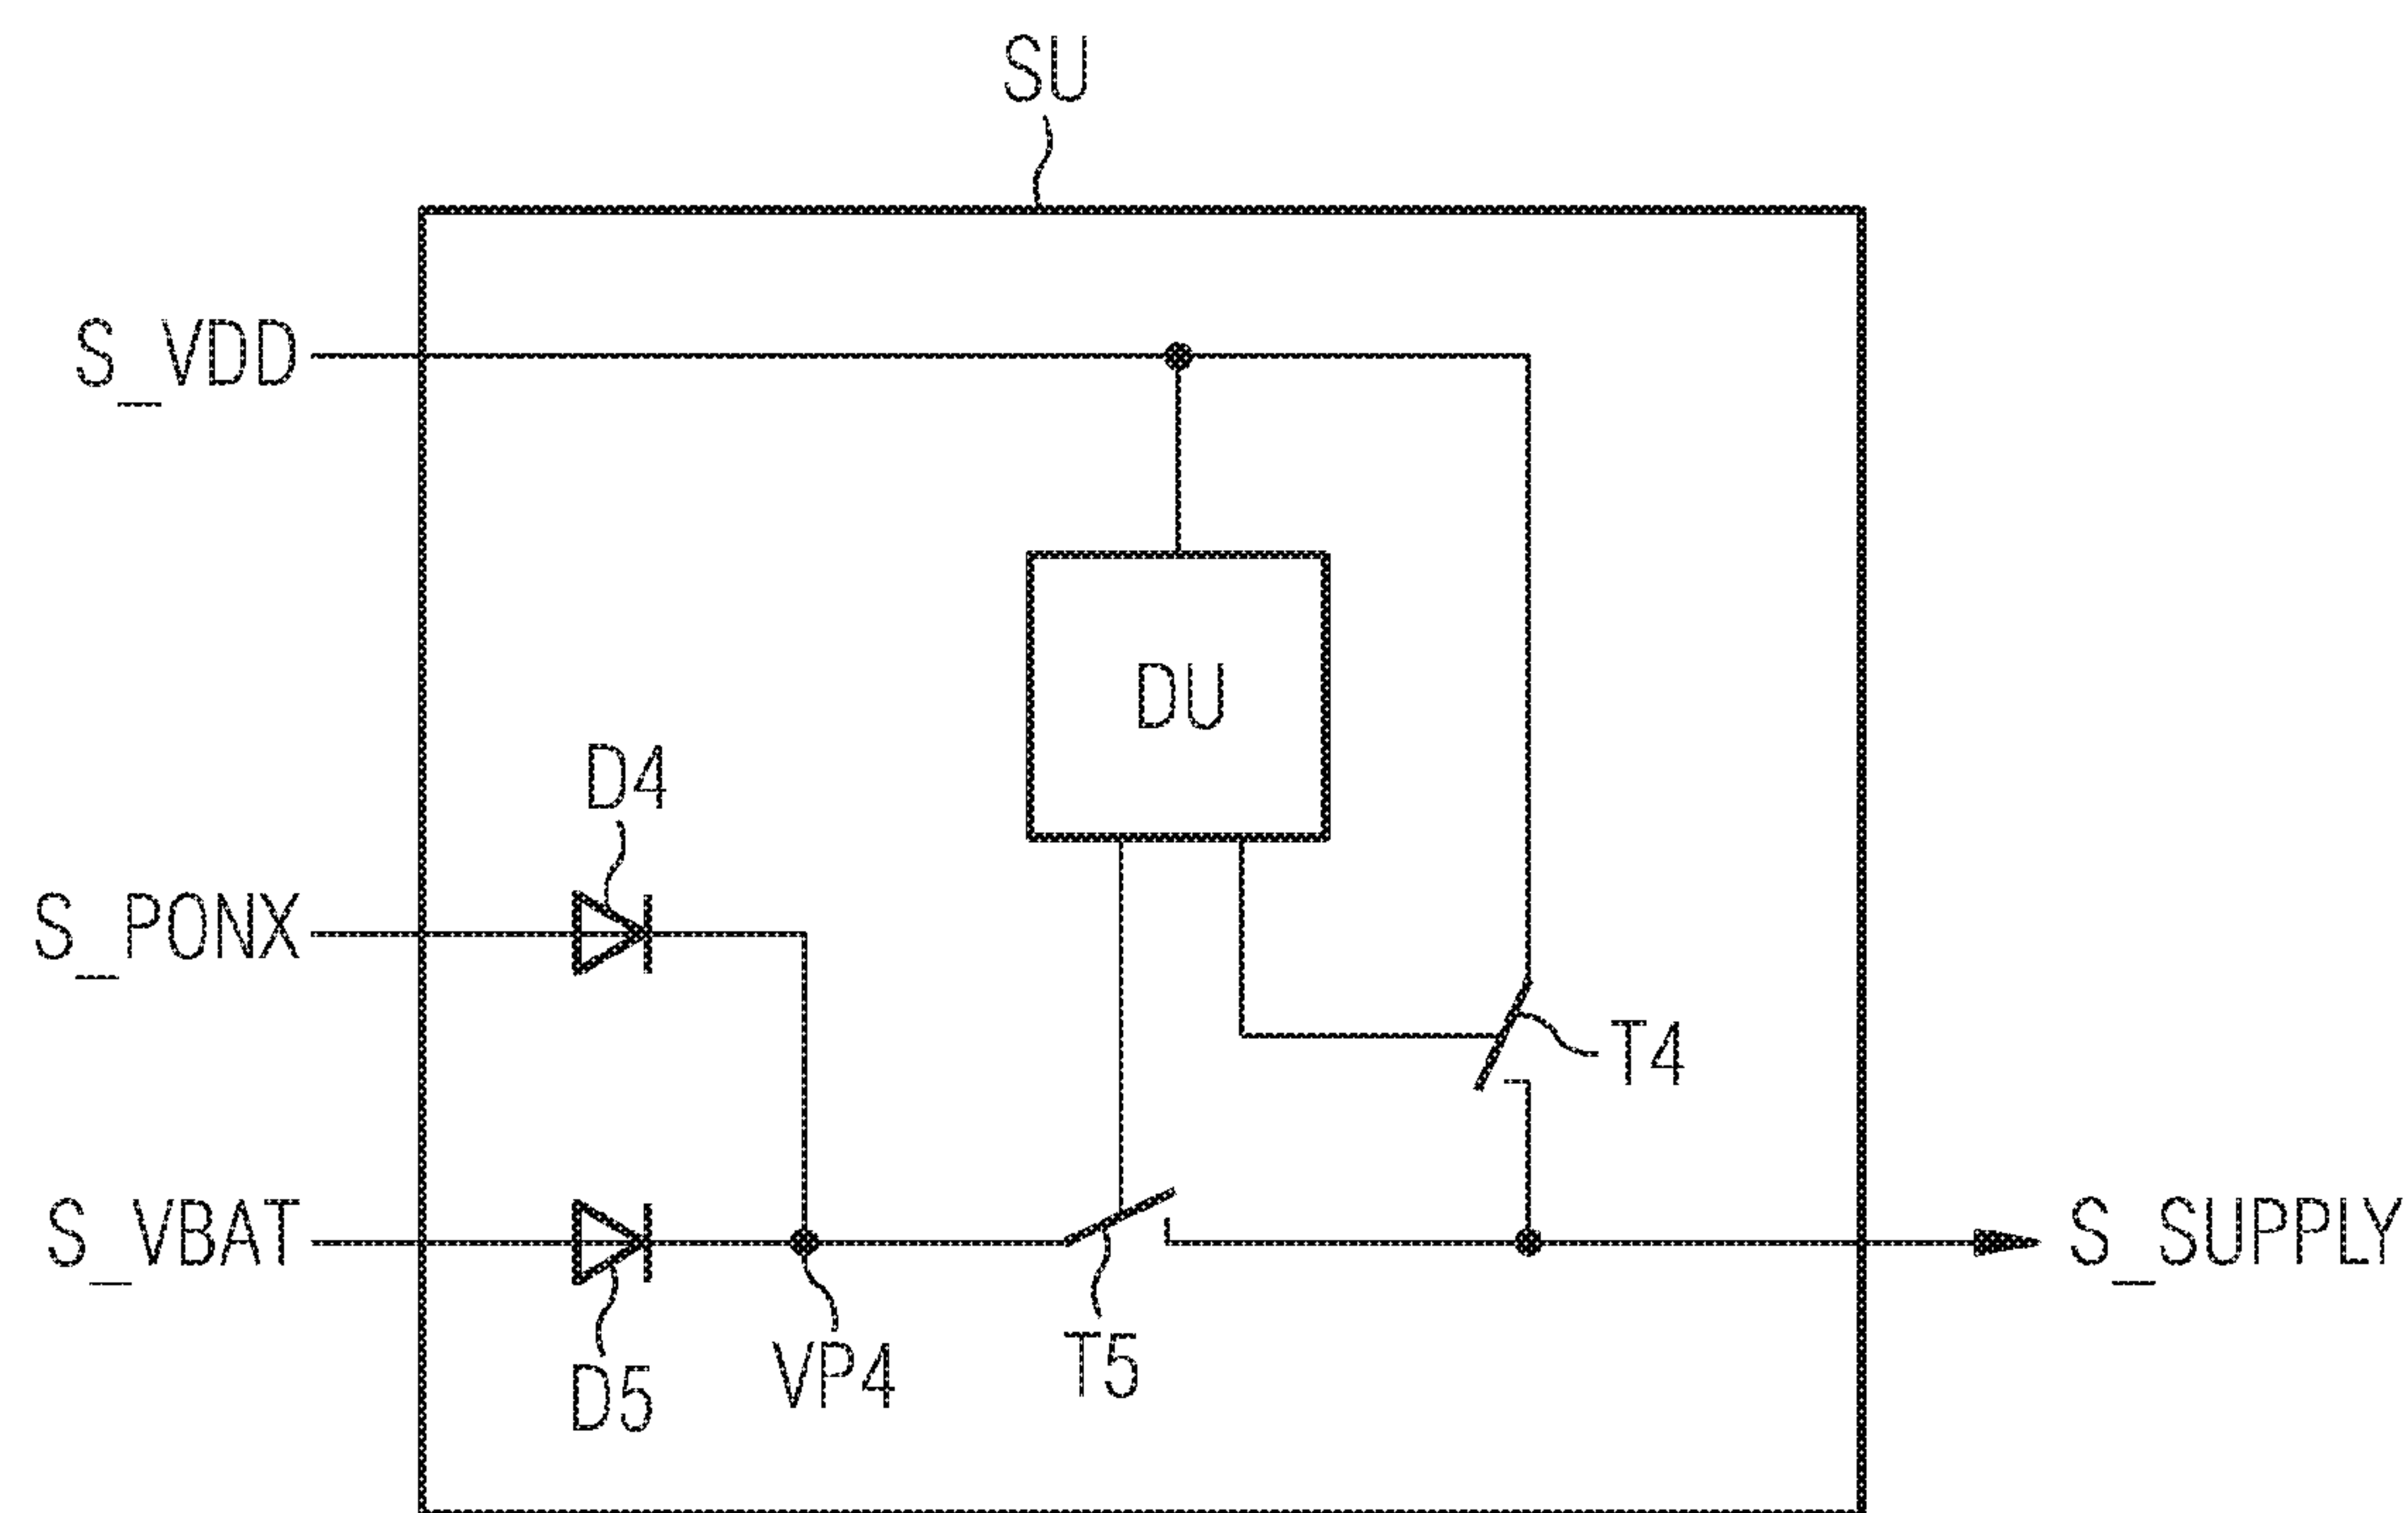 SU
S_VDD
DU
D4
S_PONX
T4
S_VBAT
S_SUPPLY
D5
VP4
T5